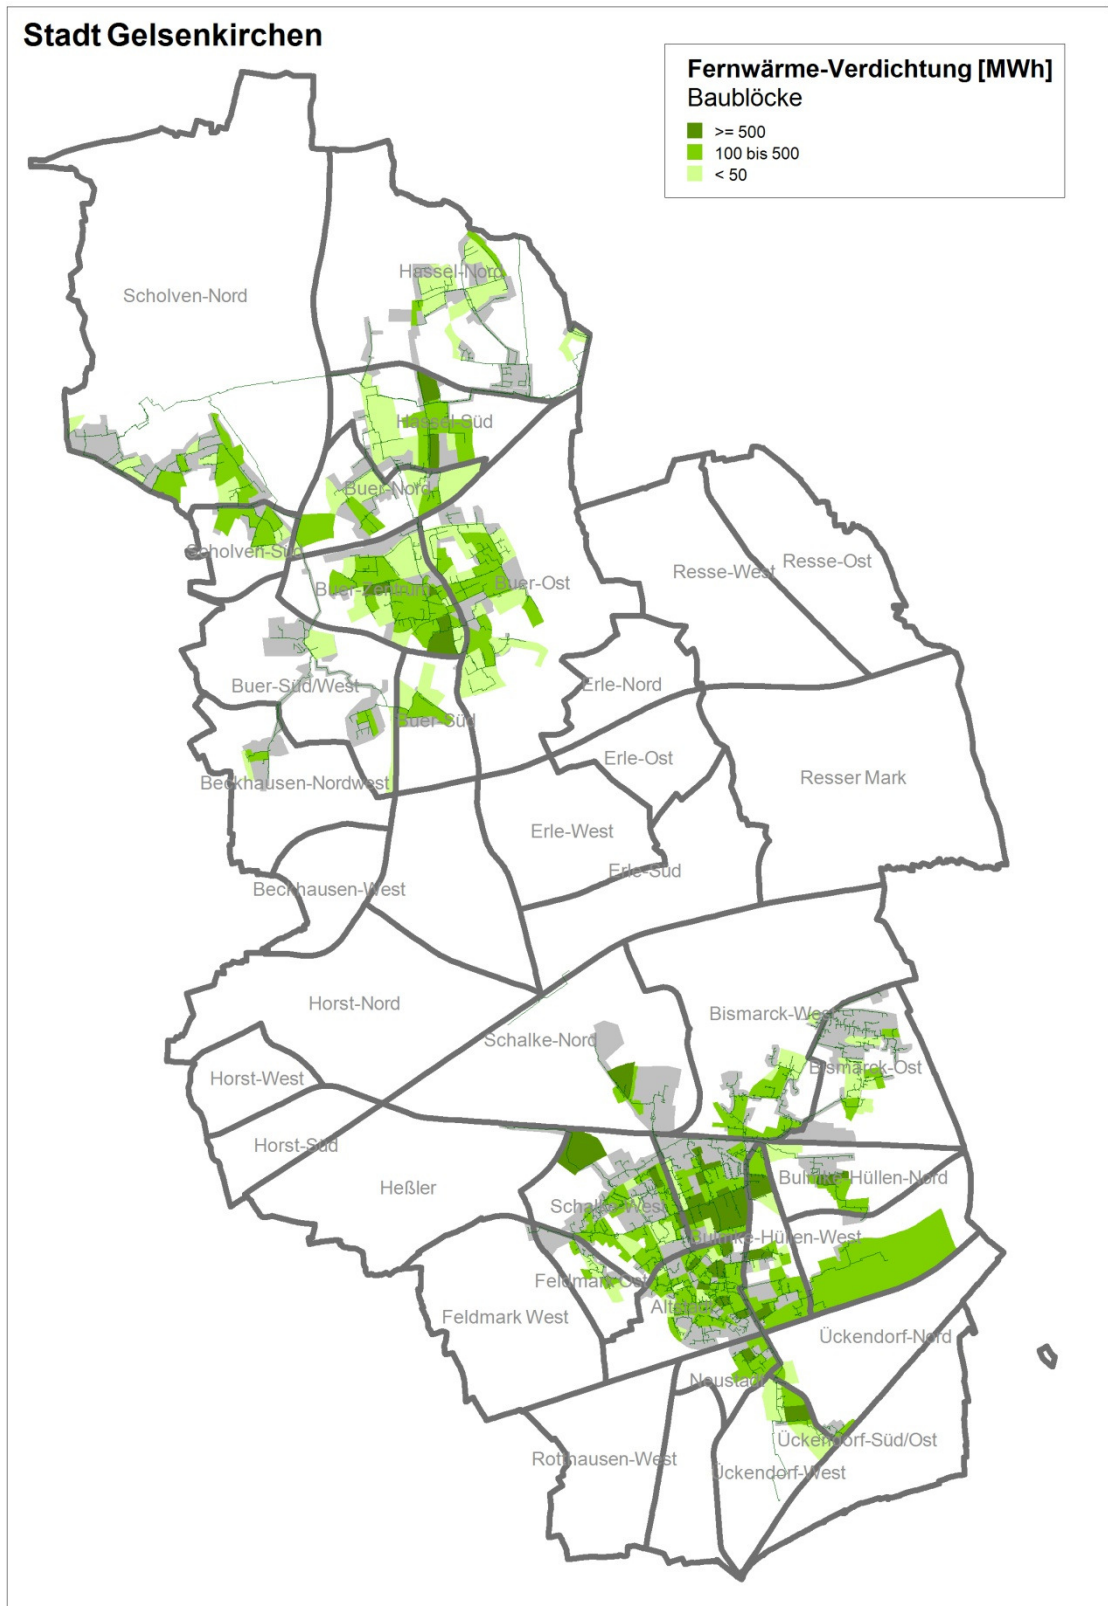 Stadt Gelsenkirchen
Fernwärme-Verdichtung [MWh]
Baublöcke
>= 500
100 bis 500
< 50
Hassel-Nord
Scholven-Nord
Hassel-Süd
Buer-Nord
Scholven-Süd
Resse-Ost
Resse-West
Buer-Ost
Buer-Zentrum
Buer-Süd/West
Erle-Nord
Buer-Süd
Erle-Ost
Beckhausen-Nordwest
Resser Mark
Erle-West
Erle-Süd
Beckhausen-West
Horst-Nord
Bismarck-West
Schalke-Nord
Bismarck-Ost
Horst-West
Horst-Süd
Heßler
Bulmke-Hüllen-Nord
Schalke-West
Bulmke-Hüllen-West
Feldmark-Ost
Altstadt
Feldmark West
Ückendorf-Nord
Neustadt
Ückendorf-Süd/Ost
Rotthausen-West
Ückendorf-West